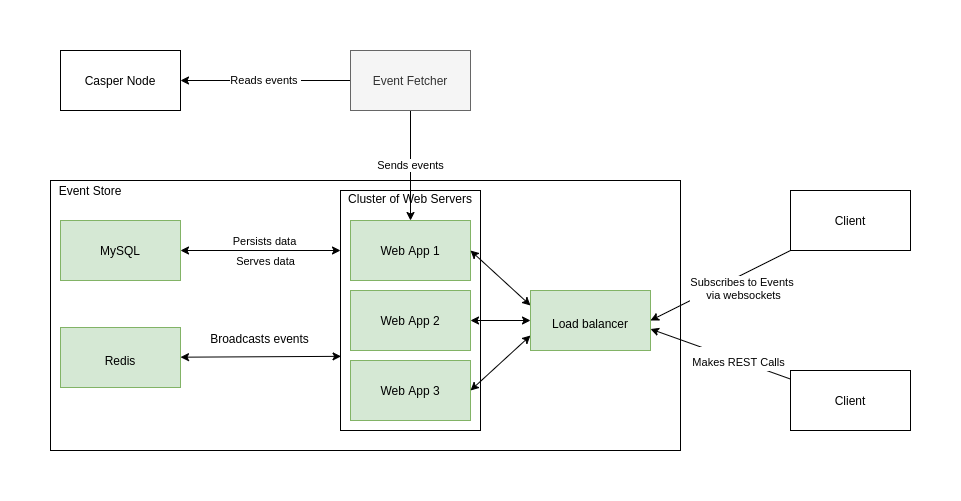 Casper Node
Reads events
Event Fetcher
Sends events
Event Store
Cluster of Web Servers
MySQL
Persists data
Serves data
Web App 1
Client
Subscribes to Events
via websockets
Web App 2
Load balancer
Redis
Broadcasts events
Makes REST Calls
Web App 3
Client